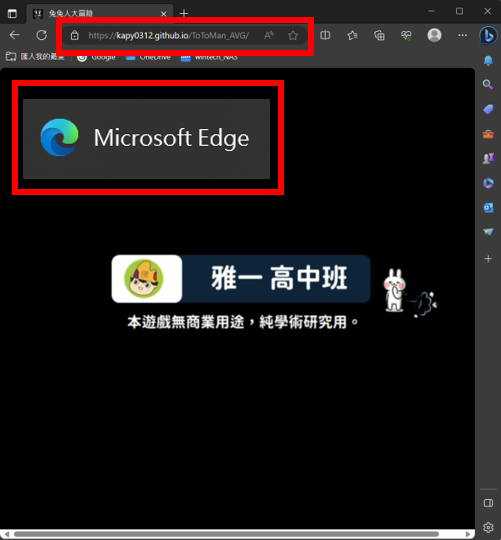 兔兔人大冒險
https://kapy0312.github.io/ToToMan_AVG/
匯入我的最愛
Google
OneDrive
Wintech_NAS
Microsoft Edge
雅一 高中班
本遊戲無商業用途，純學術研究用。